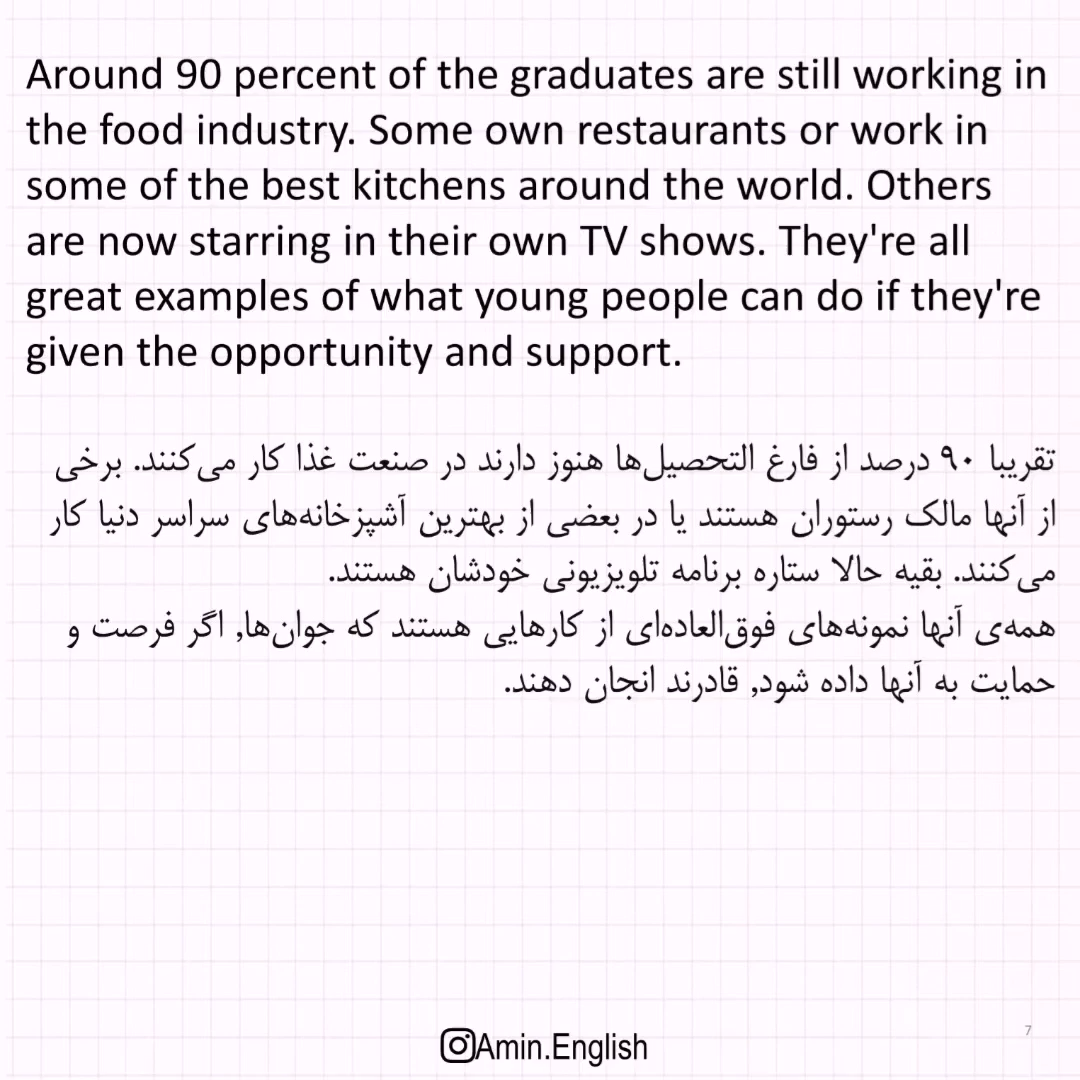 Around 90 percent of the graduates are still working in
the food industry. Some own restaurants or work in
some of the best kitchens around the world. Others
are now starring in their own TV shows. They're all
great examples of what young people can do if they're
given the opportunity and support.
تقریبا ۹۰ درصد از فارغ التحصیل‌ها هنوز دارند در صنعت غذا کار می‌کنند. برخی
از آنها مالک رستوران هستند یا در بعضی از بهترین آشپزخانه‌های سراسر دنیا کار
می‌کنند. بقیه حالا ستاره برنامه تلویزیونی خودشان هستند.
همه‌ی آنها نمونه‌های فوق‌العاده‌ای از کارهایی هستند که جوان‌ها, اگر فرصت و
حمایت به آنها داده شود, قادرند انجان دهند.
7
Amin.English